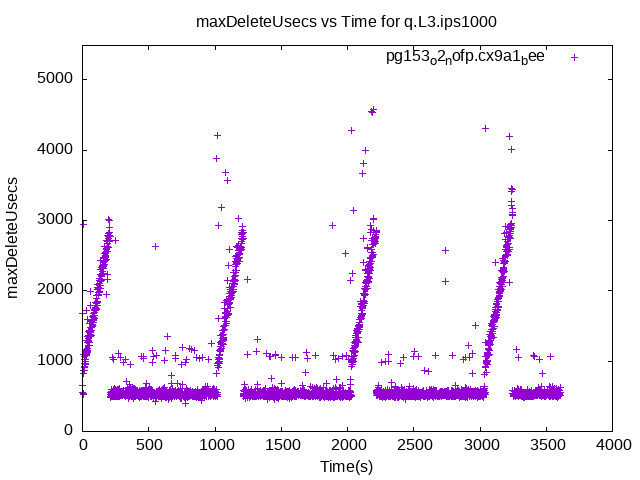 maxDeleteUsecs vs Time for q.L3.ips1000
pg153o2nofp.cx9a1bee
5000
4000
3000
2000
1000
0
maxDeleteUsecs
0 500 1000 1500 2000 2500 3000 3500 4000
Time(s)